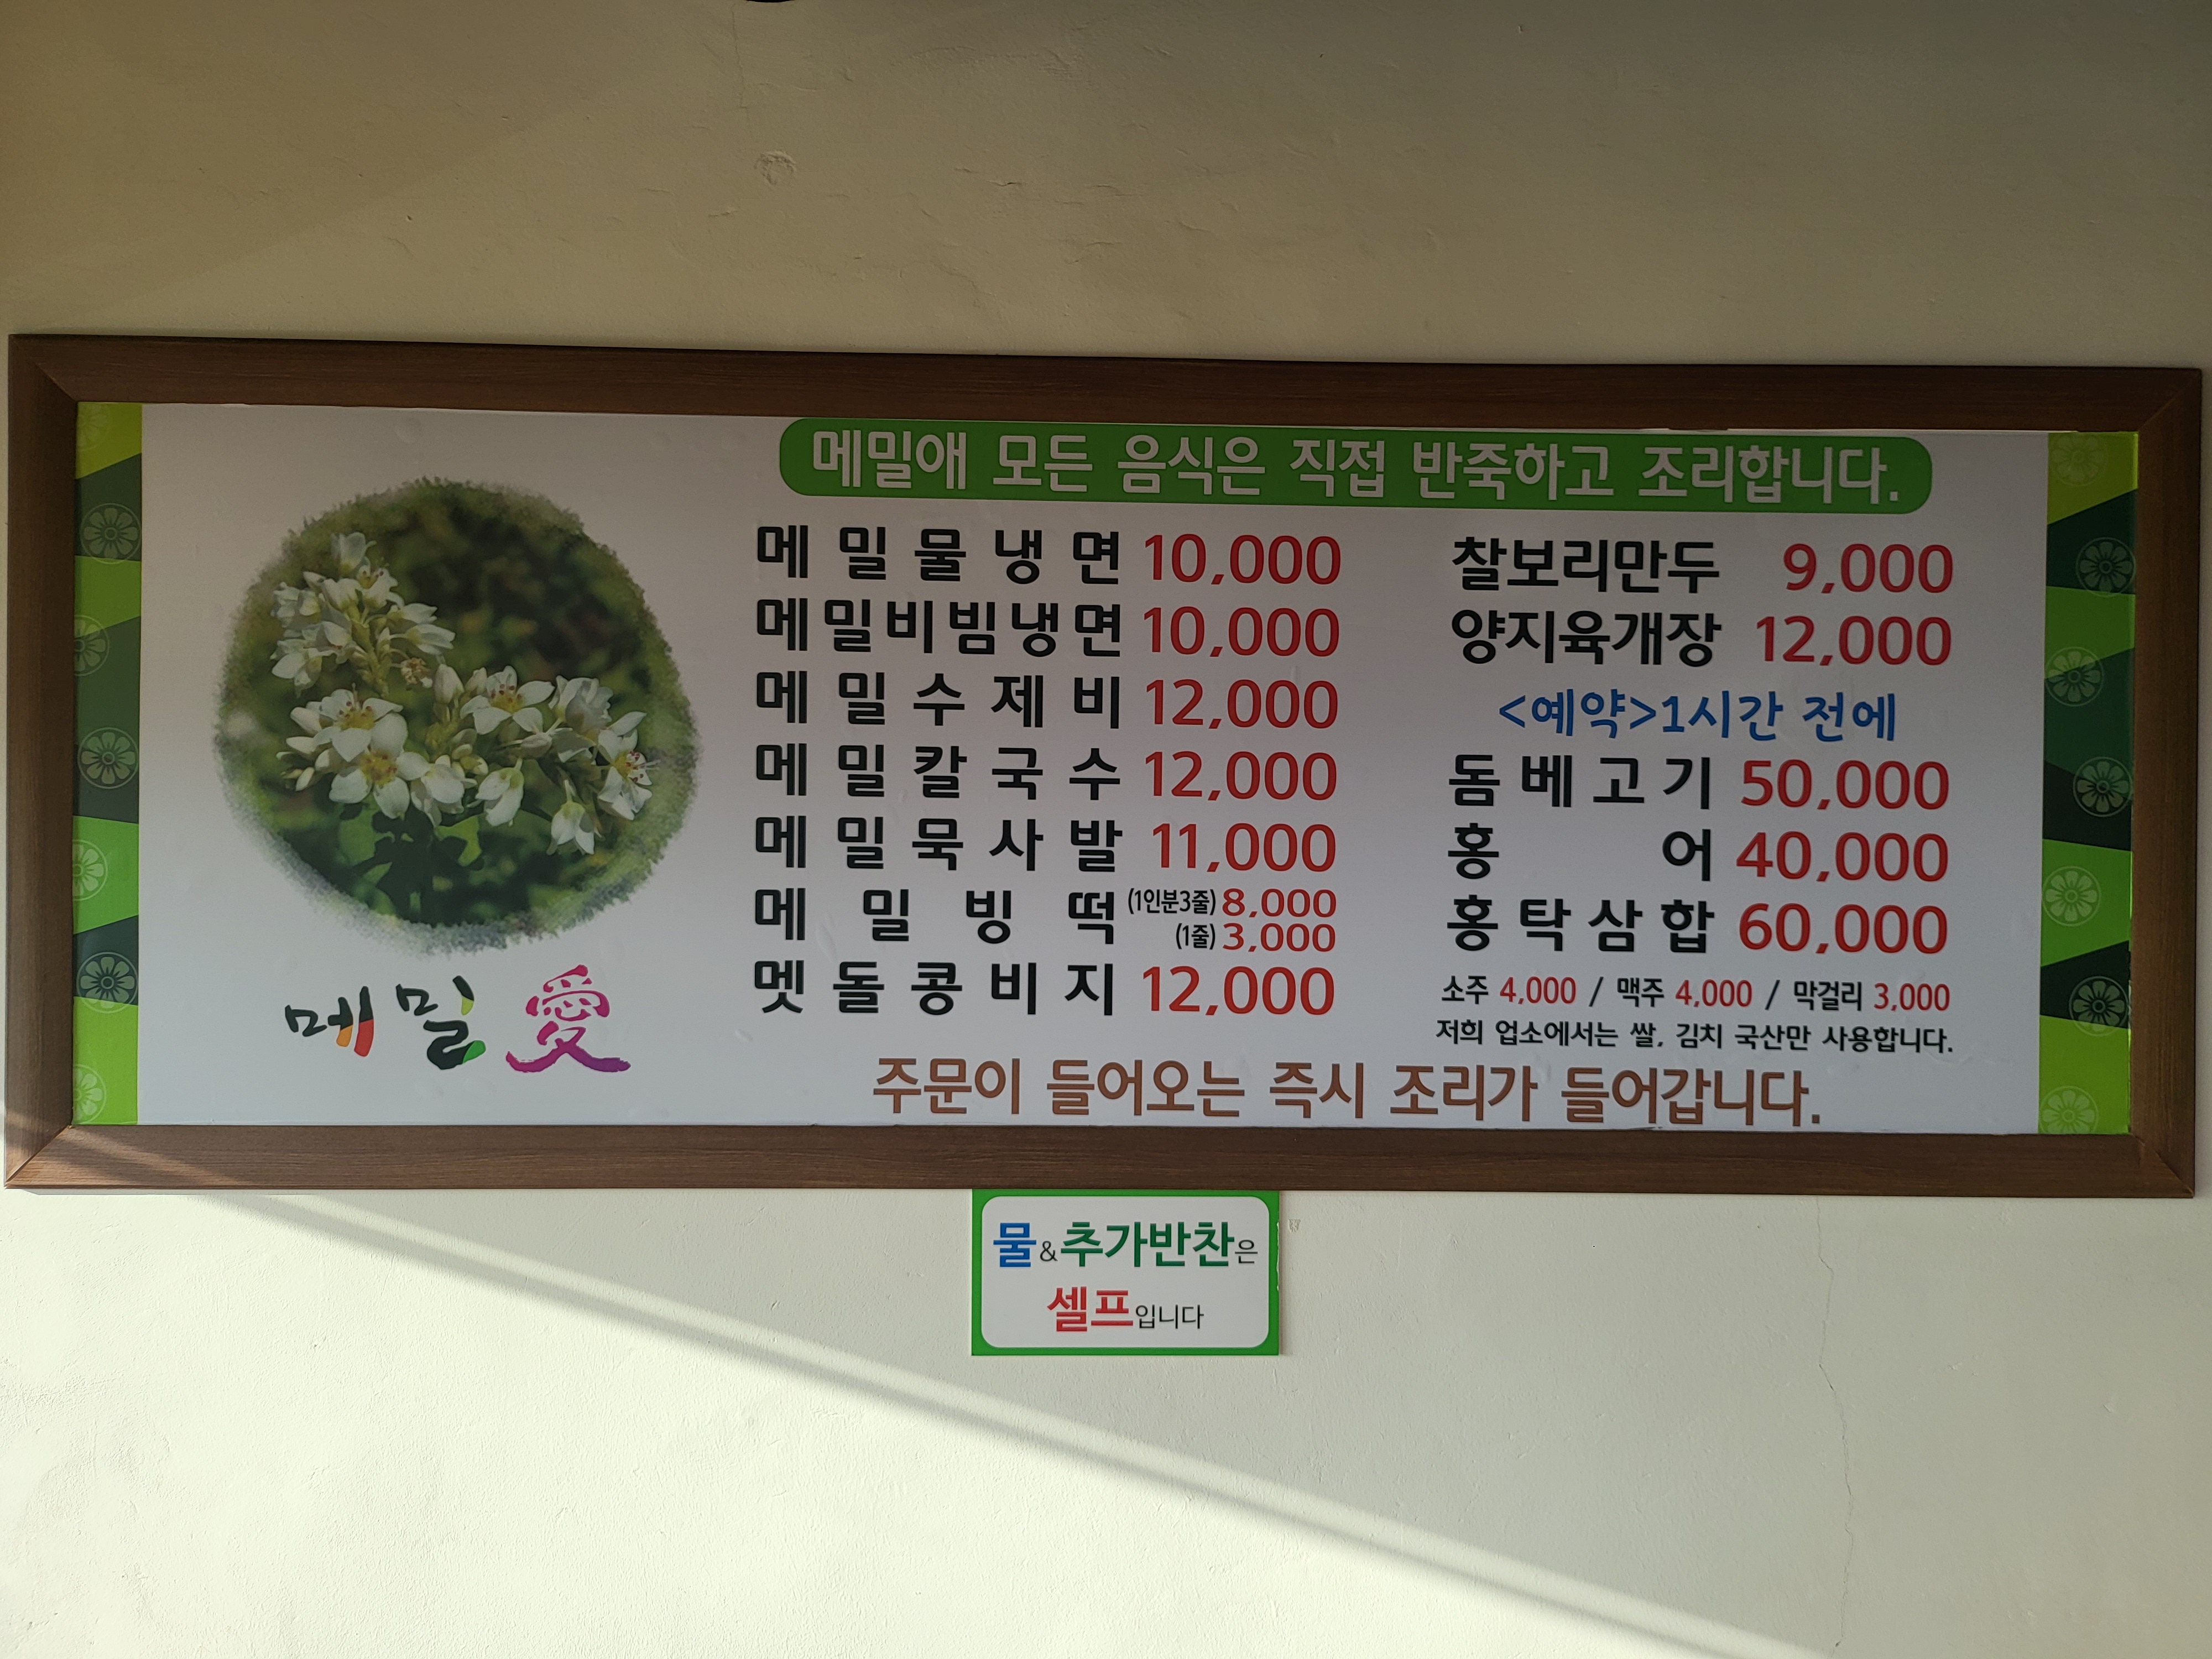 메밀애 모든 음식은 직접 반죽하고 조리합니다.
메밀물냉면 10,000
메밀비빔냉면 10,000
메밀수제비 12,000
메밀칼국수 12,000
메밀묵사발 11,000
메밀빙떡 (1인분3줄) 8,000
(1줄) 3,000
멧돌콩비지 12,000
찰보리만두 9,000
양지육개장 12,000
<예약>1시간 전에
돔베고기 50,000
홍어 40,000
홍탁삼합 60,000
소주 4,000 / 맥주 4,000 / 막걸리 3,000
저희 업소에서는 쌀, 김치 국산만 사용합니다.
주문이 들어오는 즉시 조리가 들어갑니다.
메밀愛
물&추가반찬은
셀프입니다